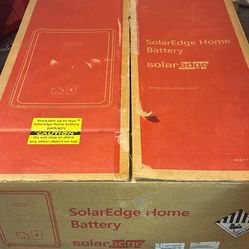 SolarEdge Home
Battery
solaredge
www.solaredge.com
Stackable up to four
SolarEdge Home battery
packages.
CAUTION
Do not drop or place
any other object on top
SolarEdge Home
Battery
solaredge